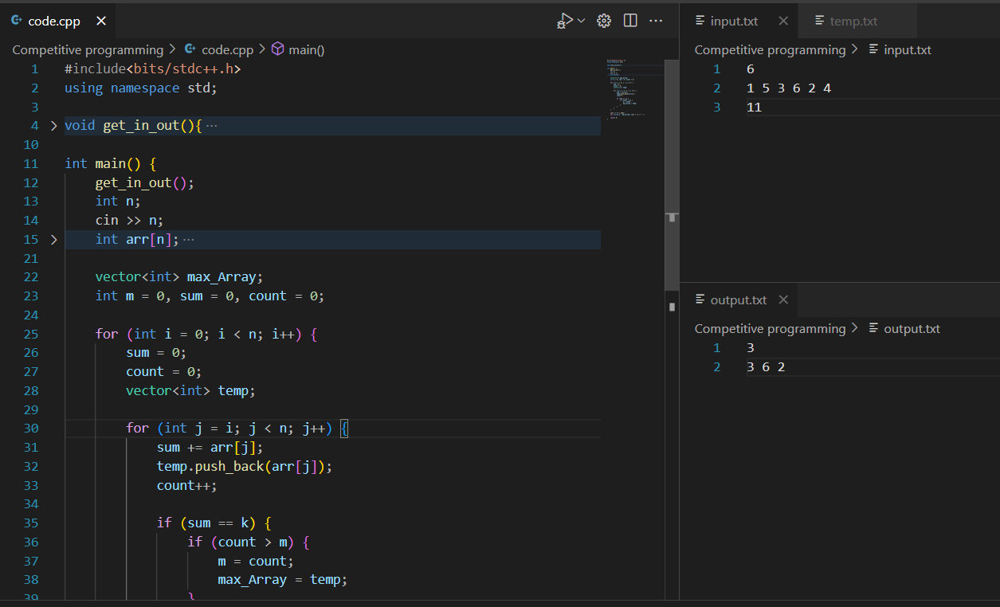 code.cpp
Competitive programming > code.cpp > main()
1 #include<bits/stdc++.h>
2 using namespace std;
3
4 void get_in_out(){ ···
10
11 int main() {
12 get_in_out();
13 int n;
14 cin >> n;
15 int arr[n]; ···
21
22 vector<int> max_Array;
23 int m = 0, sum = 0, count = 0;
24
25 for (int i = 0; i < n; i++) {
26 sum = 0;
27 count = 0;
28 vector<int> temp;
29
30 for (int j = i; j < n; j++) {
31 sum += arr[j];
32 temp.push_back(arr[j]);
33 count++;
34
35 if (sum == k) {
36 if (count > m) {
37 m = count;
38 max_Array = temp;
39 }
input.txt
temp.txt
Competitive programming > input.txt
1 6
2 1 5 3 6 2 4
3 11
output.txt
Competitive programming > output.txt
1 3
2 3 6 2